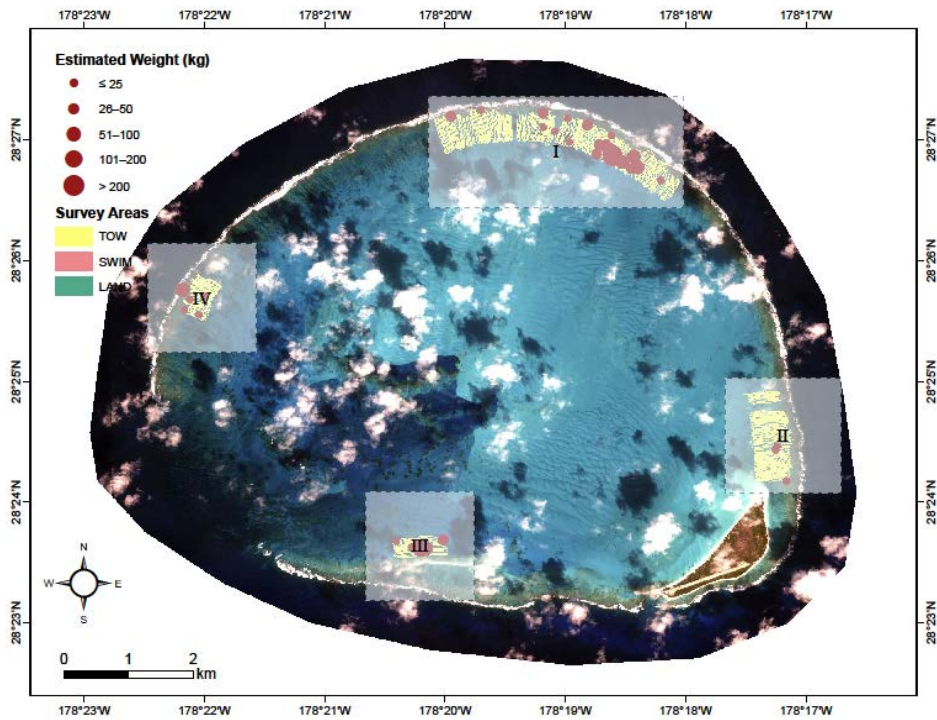 178°23'W 178°22'W 178°21'W 178°20'W 178°19'W 178°18'W 178°17'W
Estimated Weight (kg)
≤ 25
26–50
51–100
101–200
> 200
Survey Areas
TOW
SWIM
LAND
28°27'N 28°27'N
28°26'N 28°26'N
28°25'N 28°25'N
28°24'N 28°24'N
28°23'N 28°23'N
I
IV
II
III
N
W E
S
0 1 2
km
178°23'W 178°22'W 178°21'W 178°20'W 178°19'W 178°18'W 178°17'W